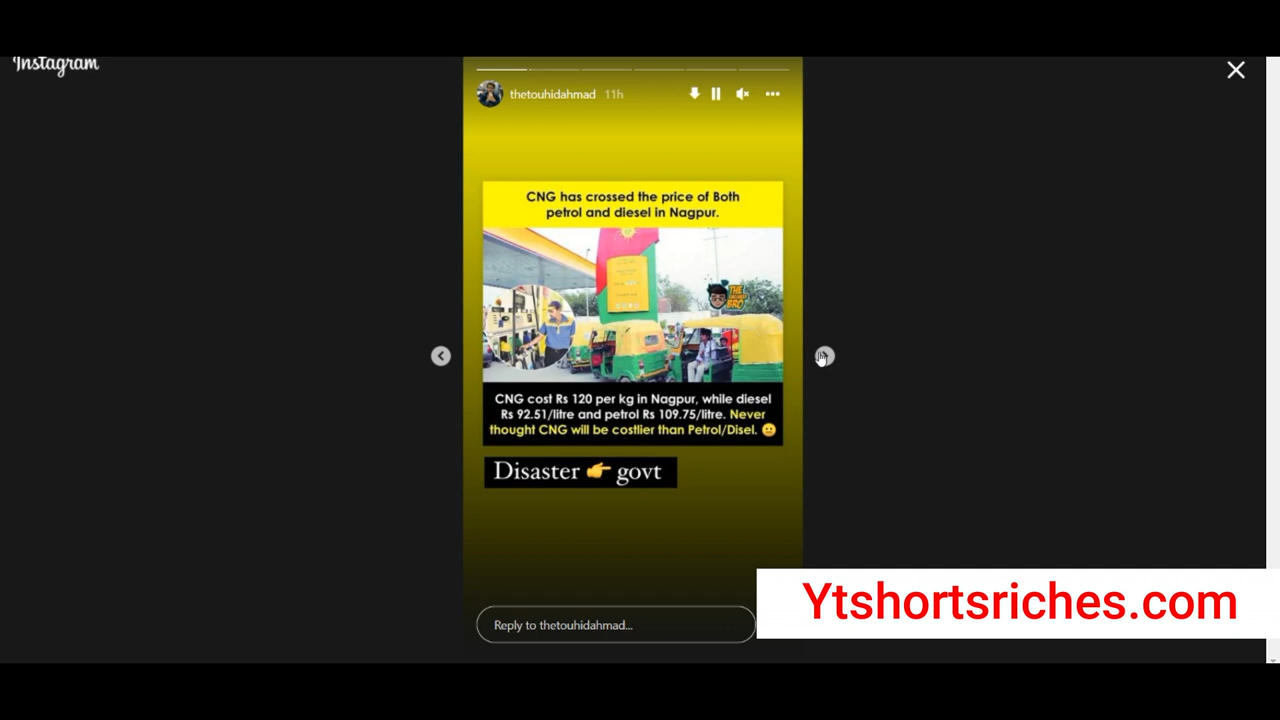 Instagram
thetouhidahmad 11h
CNG has crossed the price of Both
petrol and diesel in Nagpur.
THE
BRO
CNG cost Rs 120 per kg in Nagpur, while diesel
Rs 92.51/litre and petrol Rs 109.75/litre. Never
thought CNG will be costlier than Petrol/Disel. 😐
Disaster 👉 govt
Reply to thetouhidahmad...
Ytshortsriches.com